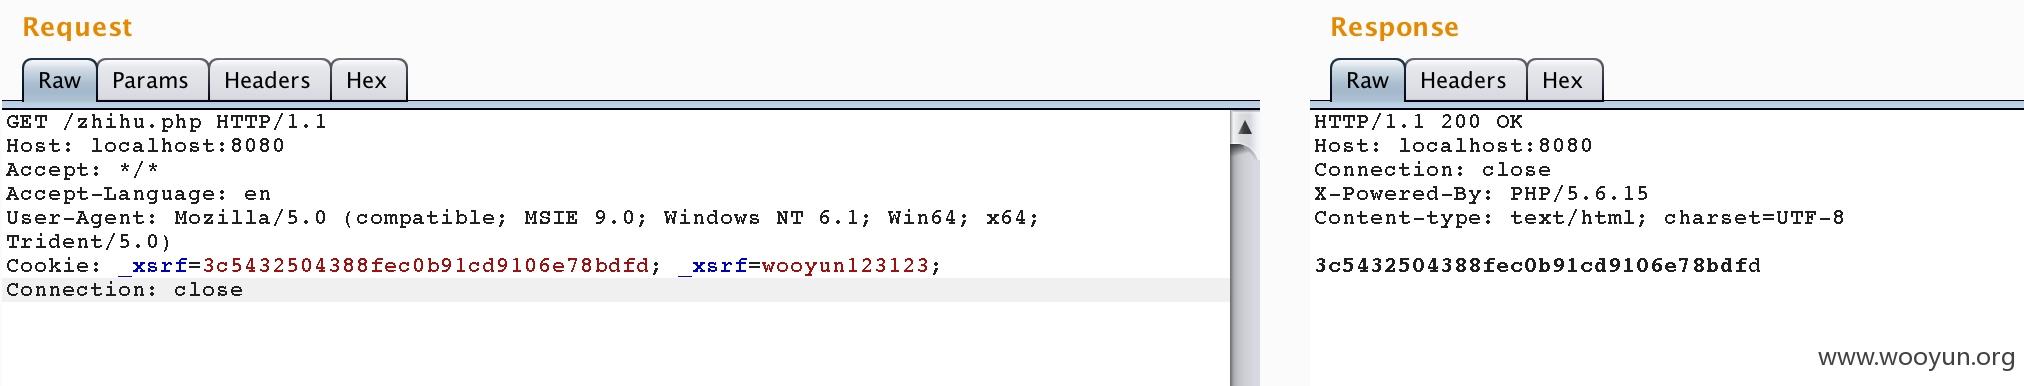 Request
Raw Params Headers Hex
GET /zhihu.php HTTP/1.1
Host: localhost:8080
Accept: */*
Accept-Language: en
User-Agent: Mozilla/5.0 (compatible; MSIE 9.0; Windows NT 6.1; Win64; x64;
Trident/5.0)
Cookie: _xsrf=3c5432504388fec0b91cd9106e78bdfd; _xsrf=wooyun123123;
Connection: close
Response
Raw Headers Hex
HTTP/1.1 200 OK
Host: localhost:8080
Connection: close
X-Powered-By: PHP/5.6.15
Content-type: text/html; charset=UTF-8
3c5432504388fec0b91cd9106e78bdfd
www.wooyun.org